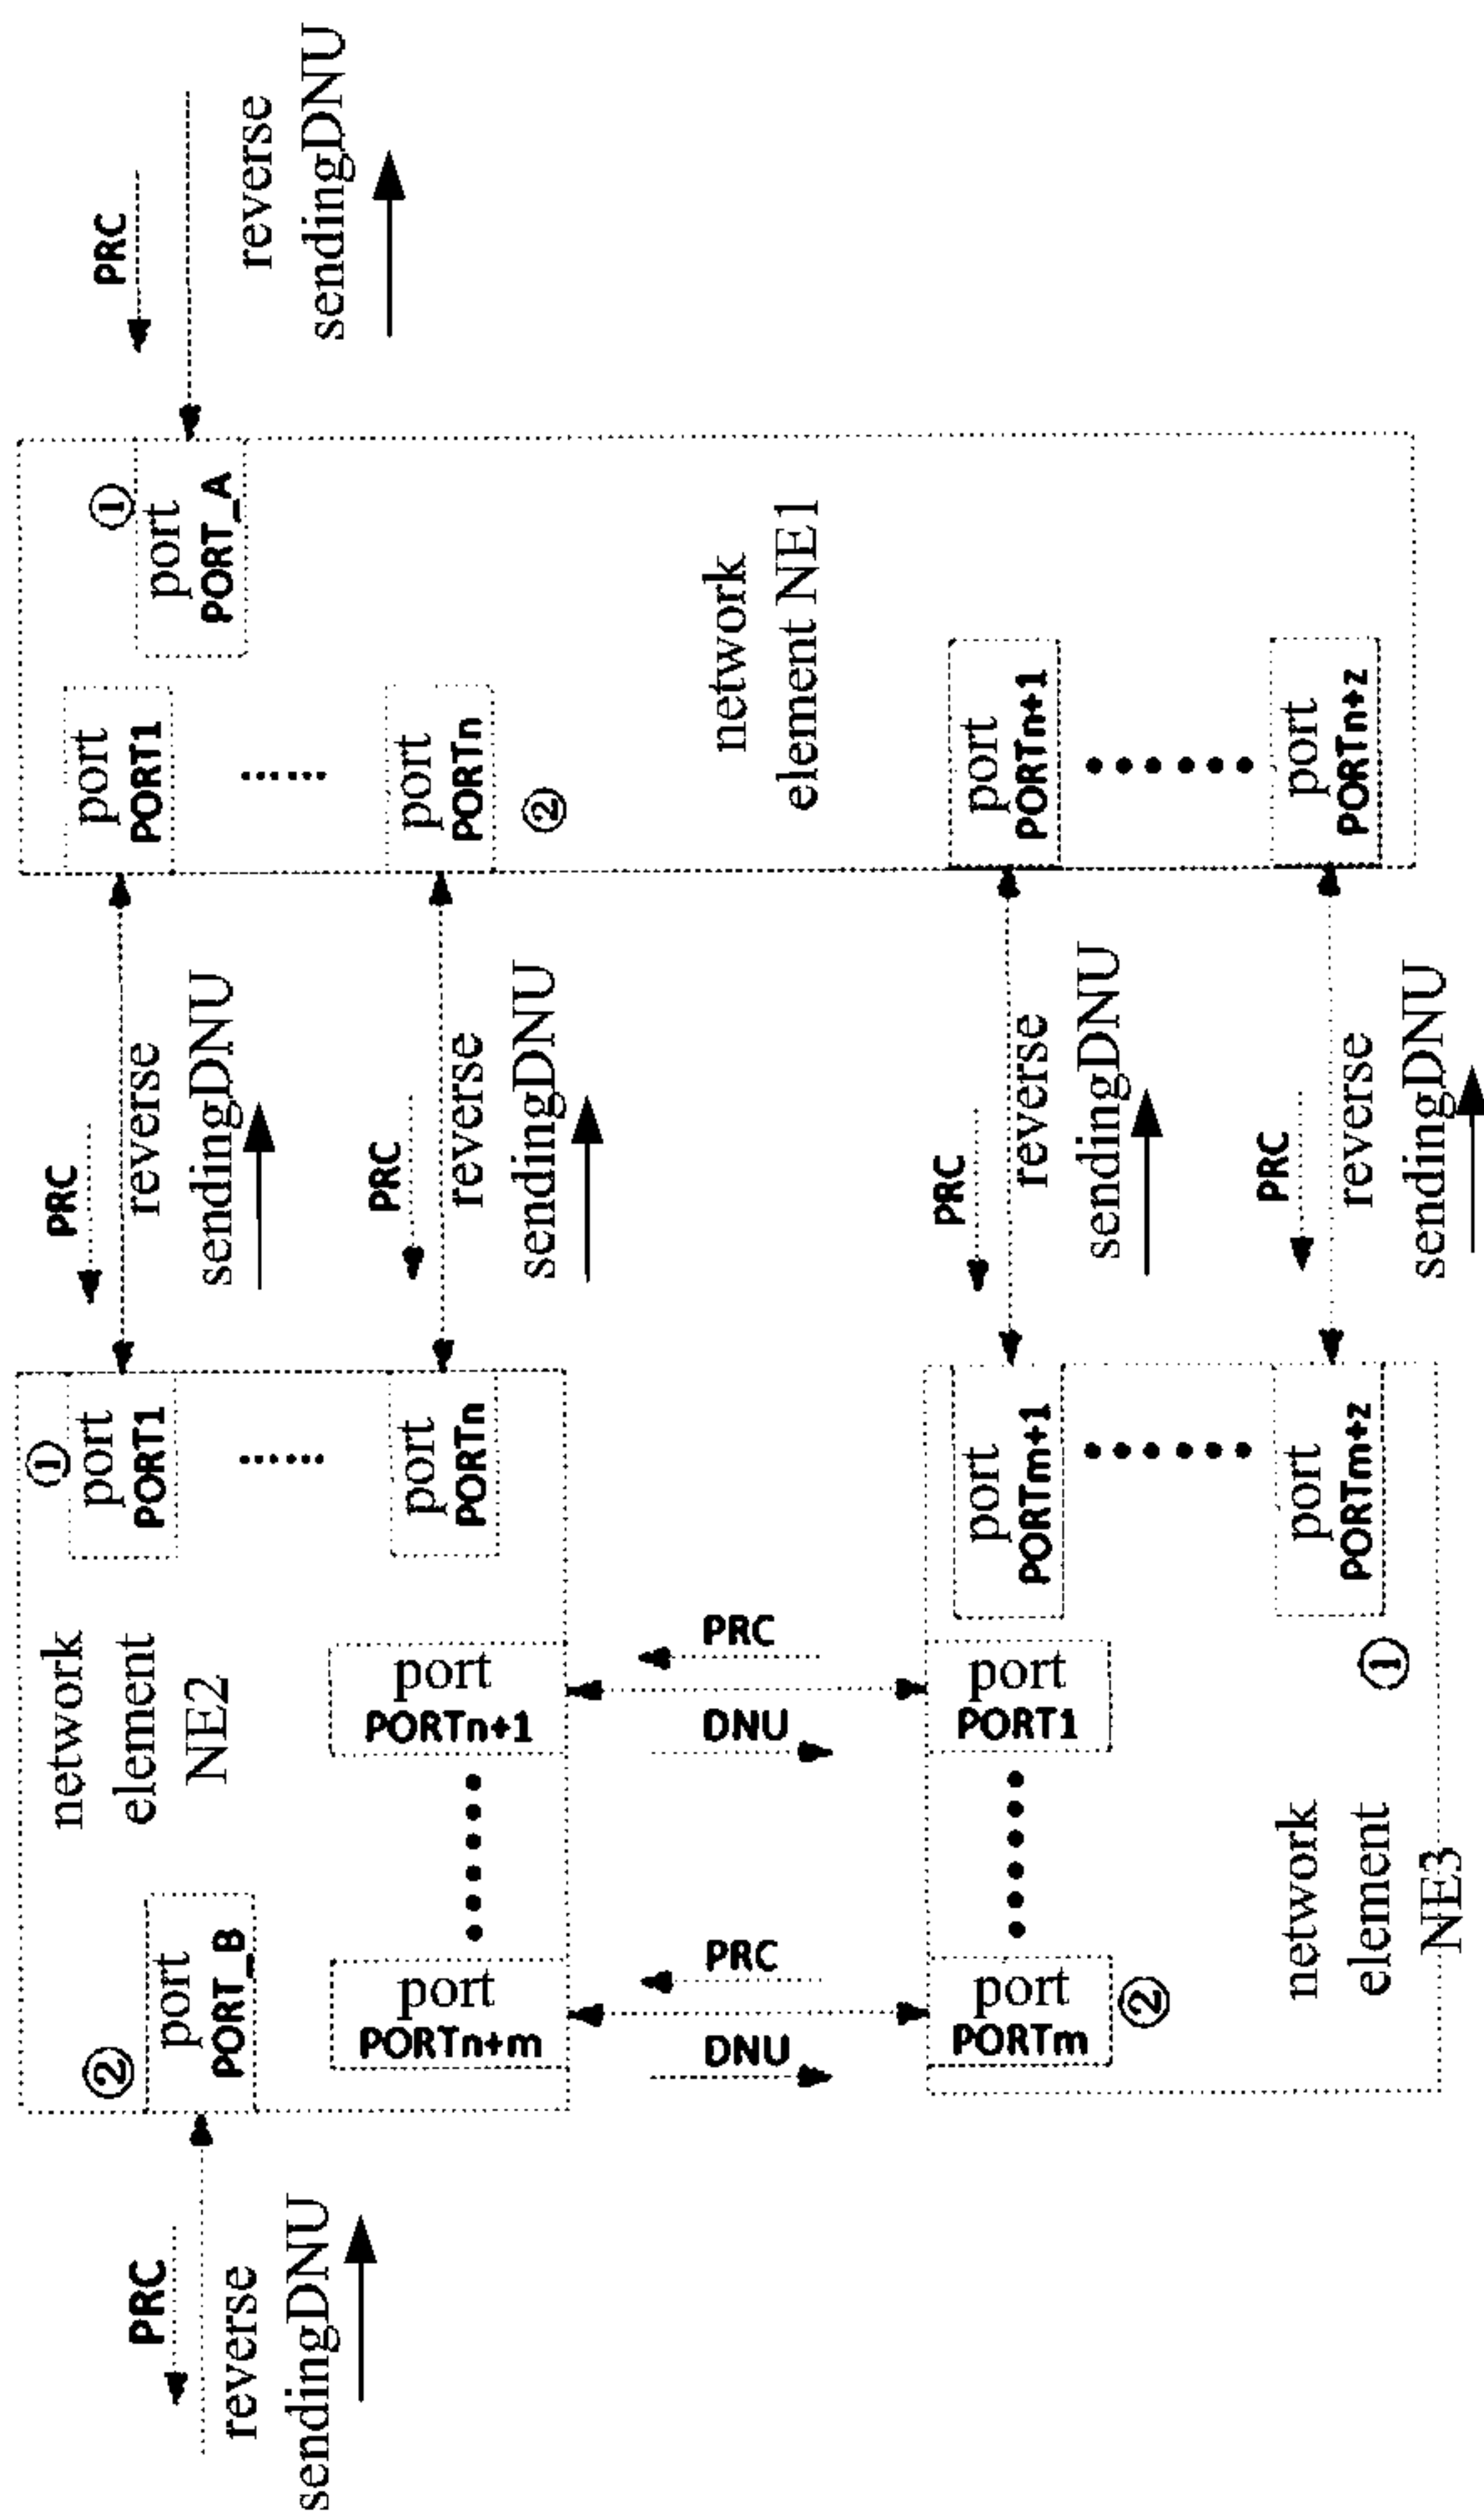 PRC
reverse
sendingDNU
②
port
PORT_B
network
element
NE2
①
port
PORT1
......
port
PORTn
port
PORTn+m
......
port
PORTn+1
PRC
reverse
sendingDNU
PRC
reverse
sendingDNU
port
PORT1
......
port
PORTn
②
①
port
PORT_A
PRC
reverse
sendingDNU
network
element NE1
PRC
DNU
PRC
DNU
port
PORTm
②
......
port
PORT1
network
element
NE3
port
PORTm+1
......
port
PORTm+z
①
PRC
reverse
sendingDNU
PRC
reverse
sendingDNU
port
PORTn+1
......
port
PORTn+z